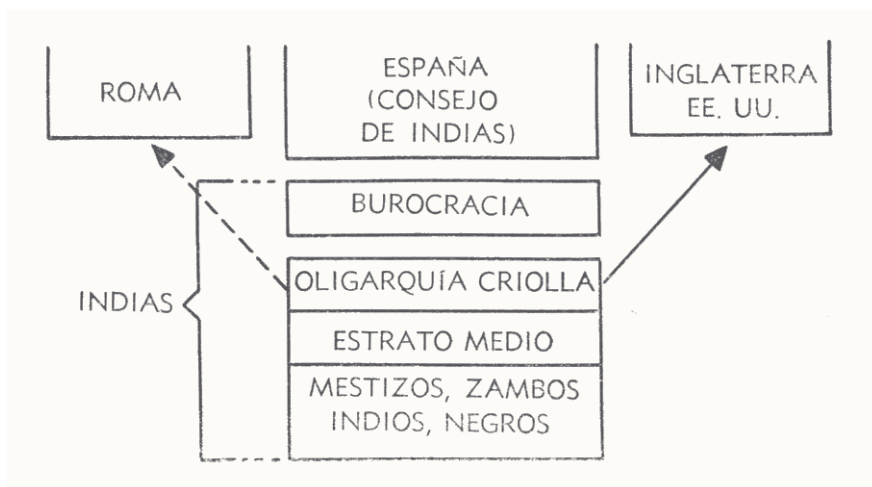 ROMA
ESPAÑA
(CONSEJO
DE INDIAS)
INGLATERRA
EE. UU.
BUROCRACIA
INDIAS
OLIGARQUÍA CRIOLLA
ESTRATO MEDIO
MESTIZOS, ZAMBOS
INDIOS, NEGROS